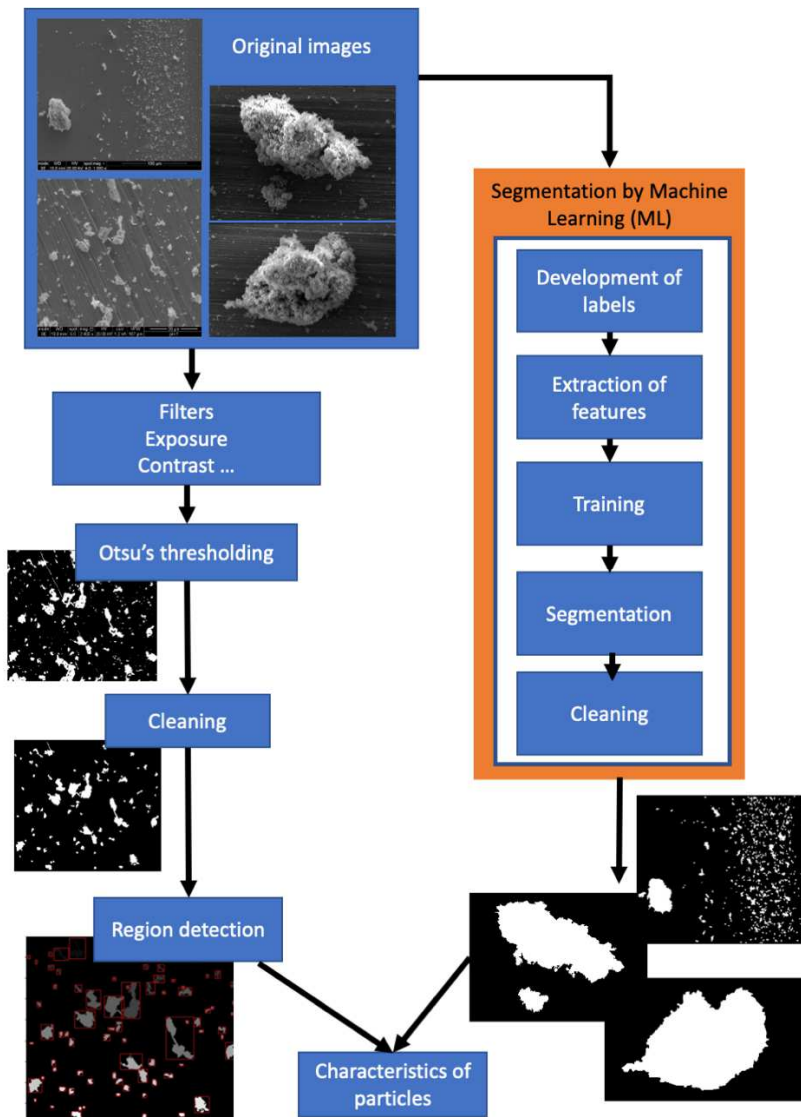 Original images
Segmentation by Machine
Learning (ML)
Development of
labels
Extraction of
features
Training
Segmentation
Cleaning
Filters
Exposure
Contrast ...
Otsu's thresholding
Cleaning
Region detection
Characteristics of
particles